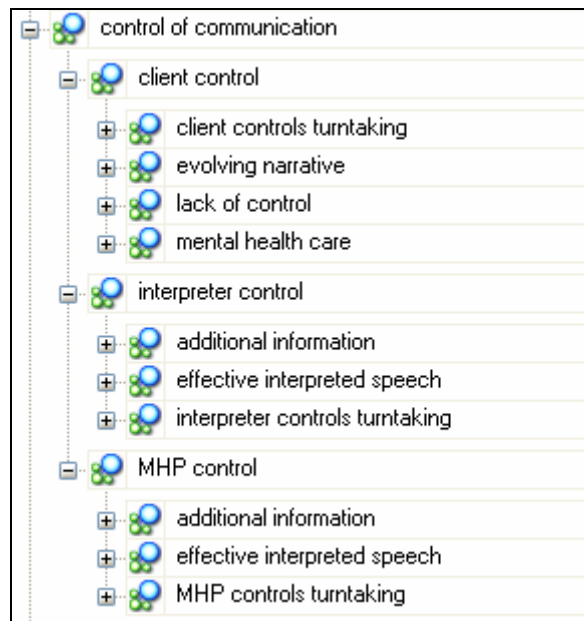 control of communication
client control
client controls turntaking
evolving narrative
lack of control
mental health care
interpreter control
additional information
effective interpreted speech
interpreter controls turntaking
MHP control
additional information
effective interpreted speech
MHP controls turntaking